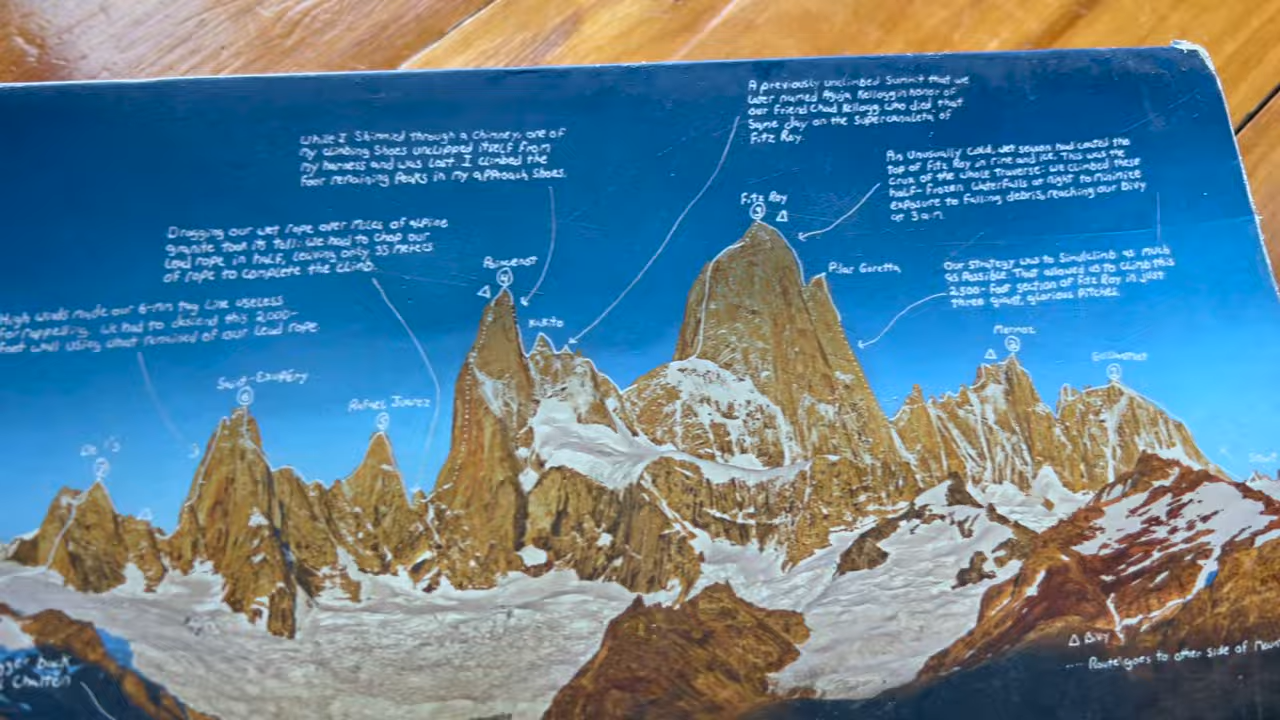 A previously unclimbed Summit that we
later named Aguja Kellogg in honor of
our Friend Chad Kellogg, who died that
Same day on the Supercanaleta of
Fitz Roy.
While I Shimmied through a Chimney, one of
my climbing Shoes unclipped itself from
my harness and was lost. I climbed the
four remaining Peaks in my approach Shoes.
An Unusually Cold, wet season had coated the
top of Fitz Roy in rime and ice. This was the
Crux of the whole Traverse: We climbed these
half-Frozen Waterfalls at night to Minimize
exposure to falling debris, reaching our bivy
at 3 a.m.
Fitz Roy
3
Dragging our wet rope over miles of alpine
granite took its toll: we had to chop our
lead rope in half, leaving only 35 Meters
of rope to complete the climb.
Our Strategy was to Simulclimb as much
as Possible. That allowed us to climb this
2,500-foot section of Fitz Roy in just
three giant, glorious Pitches.
Pilar Goretta
Poincenot
4
High winds made our 6-mm tag Line useless
for rappelling. We had to descend this 2,000-
foot wall using what remained of our lead rope.
Kakito
Mermoz
2
Guillaumet
1
Saint-Exupéry
6
Rafael Juarez
5
De l'S
7
Δ Bivy
.... Route goes to other side of
back
Chalten